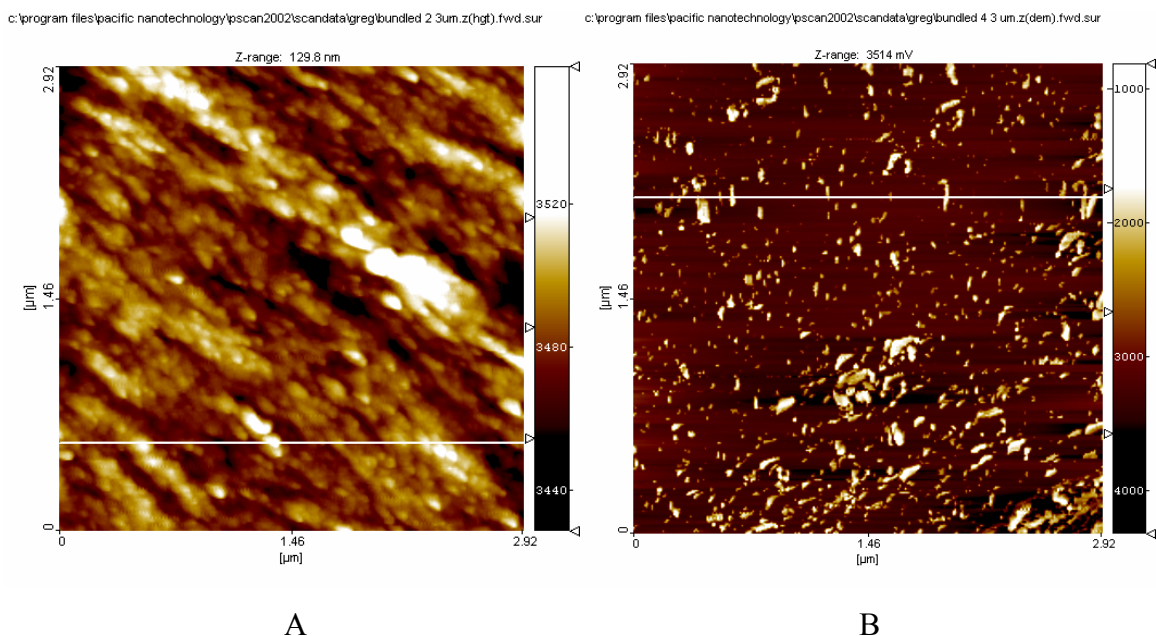 c:\program files\pacific nanotechnology\pscan2002\scandata\greg\bundled 2 3um.z(hgt).fwd.sur
Z-range: 129.8 nm
2.92
1.46
0
[µm]
0
1.46
2.92
[µm]
3520
3480
3440
A
c:\program files\pacific nanotechnology\pscan2002\scandata\greg\bundled 4 3 um.z(dem).fwd.sur
Z-range: 3514 mV
2.92
1.46
0
[µm]
0
1.46
2.92
[µm]
1000
2000
3000
4000
B